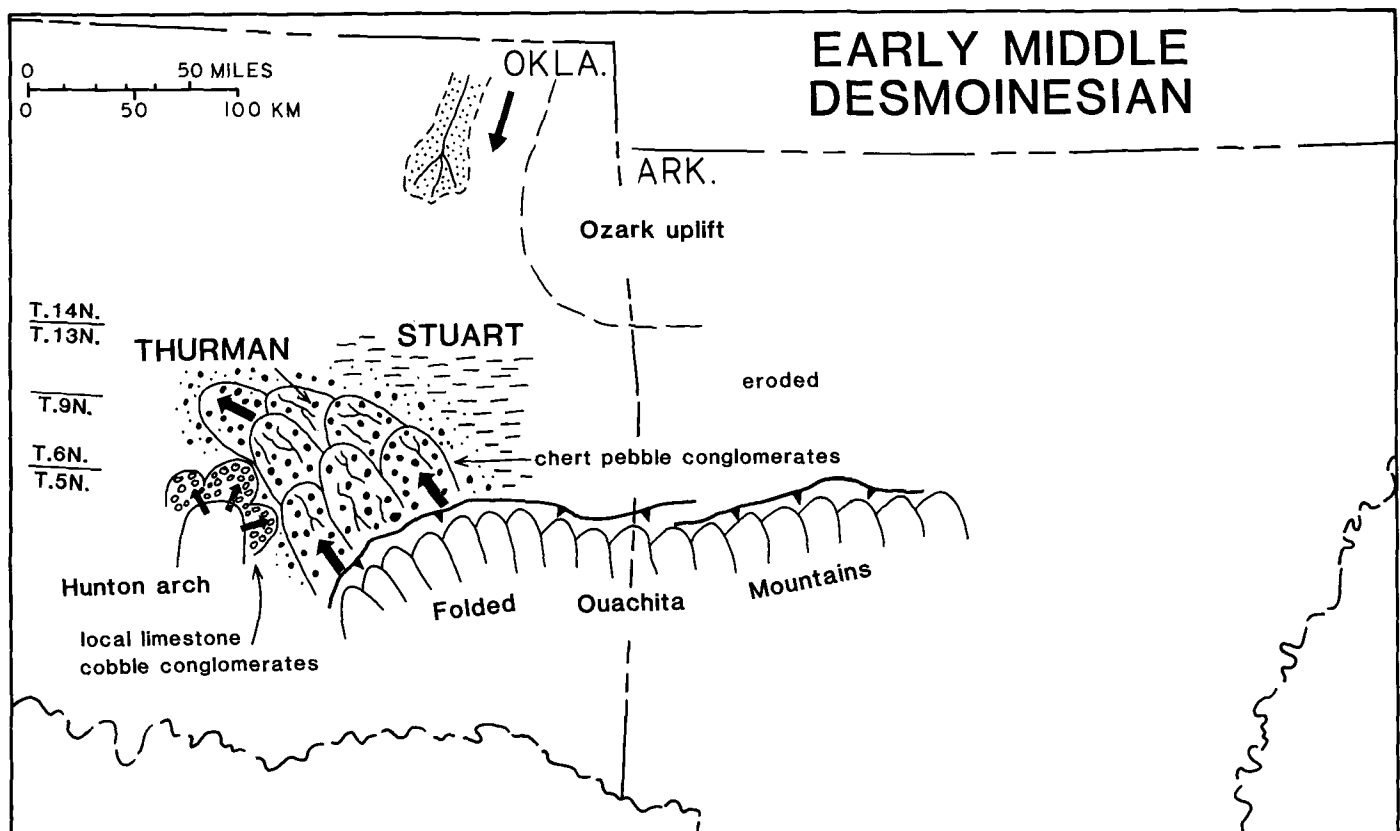 EARLY MIDDLE
DESMOINESIAN
0 50 MILES
0 50 100 KM
OKLA.
ARK.
Ozark uplift
T.14N.
T.13N.
THURMAN
STUART
eroded
T.9N.
T.6N.
T.5N.
chert pebble conglomerates
Hunton arch
Folded Ouachita Mountains
local limestone
cobble conglomerates